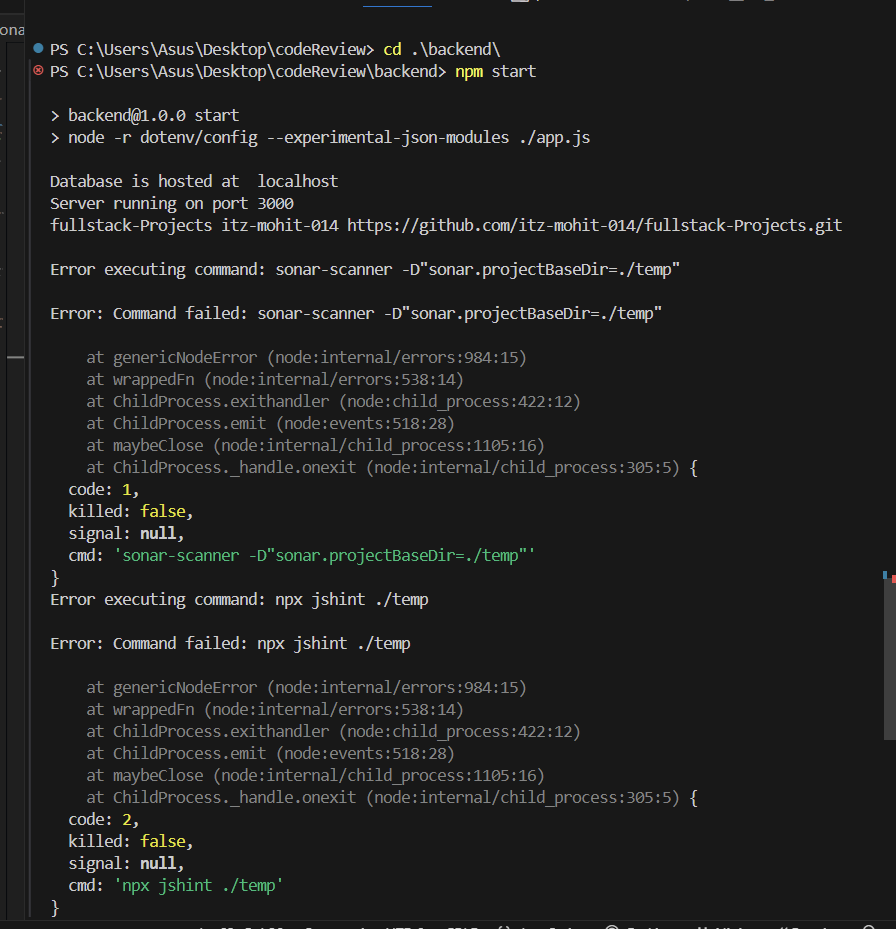 ona
PS C:\Users\Asus\Desktop\codeReview> cd .\backend\
PS C:\Users\Asus\Desktop\codeReview\backend> npm start
> backend@1.0.0 start
> node -r dotenv/config --experimental-json-modules ./app.js
Database is hosted at  localhost
Server running on port 3000
fullstack-Projects itz-mohit-014 https://github.com/itz-mohit-014/fullstack-Projects.git
Error executing command: sonar-scanner -D"sonar.projectBaseDir=./temp"
Error: Command failed: sonar-scanner -D"sonar.projectBaseDir=./temp"
    at genericNodeError (node:internal/errors:984:15)
    at wrappedFn (node:internal/errors:538:14)
    at ChildProcess.exithandler (node:child_process:422:12)
    at ChildProcess.emit (node:events:518:28)
    at maybeClose (node:internal/child_process:1105:16)
    at ChildProcess._handle.onexit (node:internal/child_process:305:5) {
  code: 1,
  killed: false,
  signal: null,
  cmd: 'sonar-scanner -D"sonar.projectBaseDir=./temp"'
}
Error executing command: npx jshint ./temp
Error: Command failed: npx jshint ./temp
    at genericNodeError (node:internal/errors:984:15)
    at wrappedFn (node:internal/errors:538:14)
    at ChildProcess.exithandler (node:child_process:422:12)
    at ChildProcess.emit (node:events:518:28)
    at maybeClose (node:internal/child_process:1105:16)
    at ChildProcess._handle.onexit (node:internal/child_process:305:5) {
  code: 2,
  killed: false,
  signal: null,
  cmd: 'npx jshint ./temp'
}